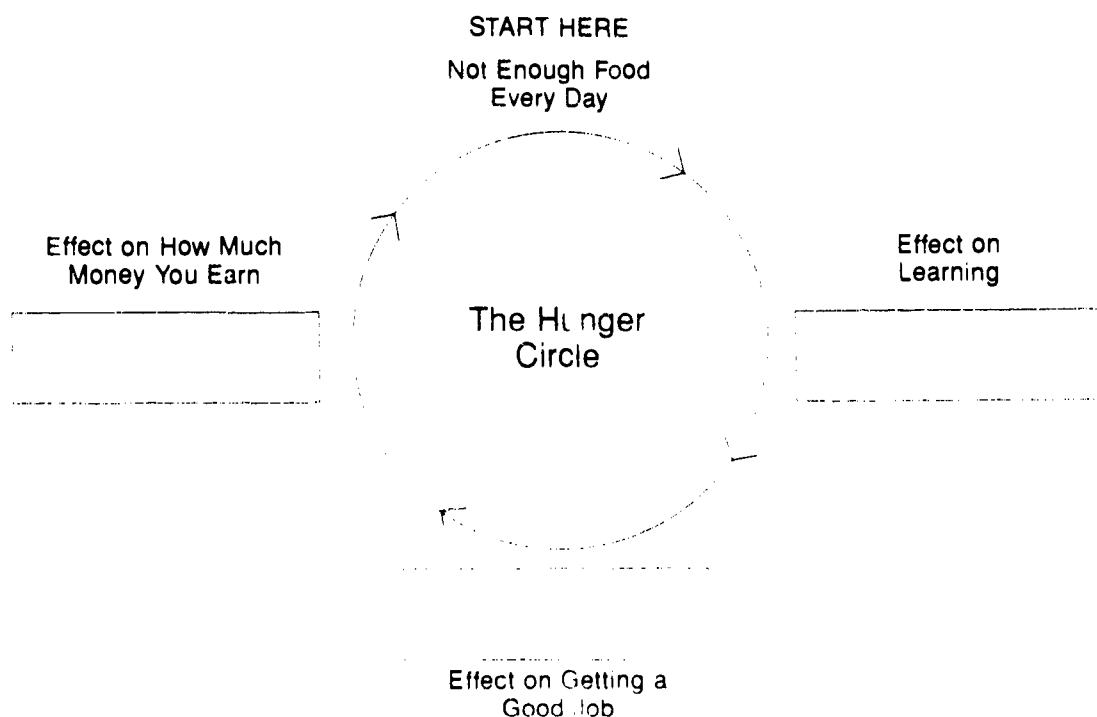 START HERE
Not Enough Food
Every Day
Effect on How Much
Money You Earn
Effect on
Learning
The Hunger
Circle
Effect on Getting a
Good Job